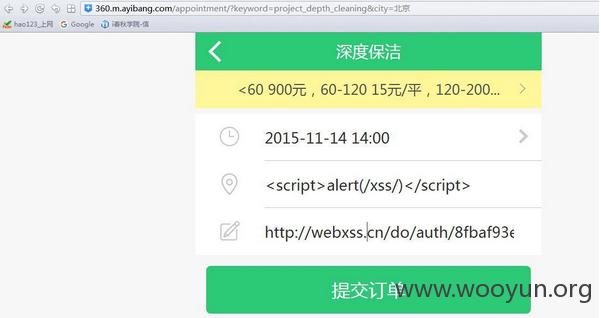 360.m.ayibang.com/appointment/?keyword=project_depth_cleaning&city=北京
hao123_上网 Google i春秋学院-信
深度保洁
<60 900元，60-120 15元/平，120-200...
2015-11-14 14:00
<script>alert(/xss/)</script>
http://webxss.cn/do/auth/8fbaf93e
提交订单
www.wooyun.org